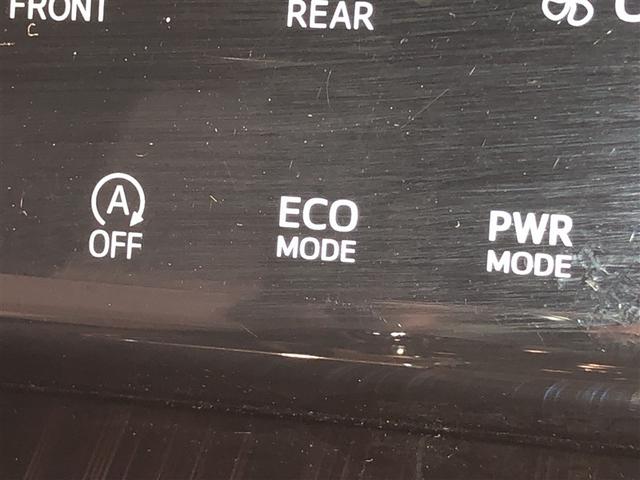 FRONT REAR
A ECO PWR
OFF MODE MODE